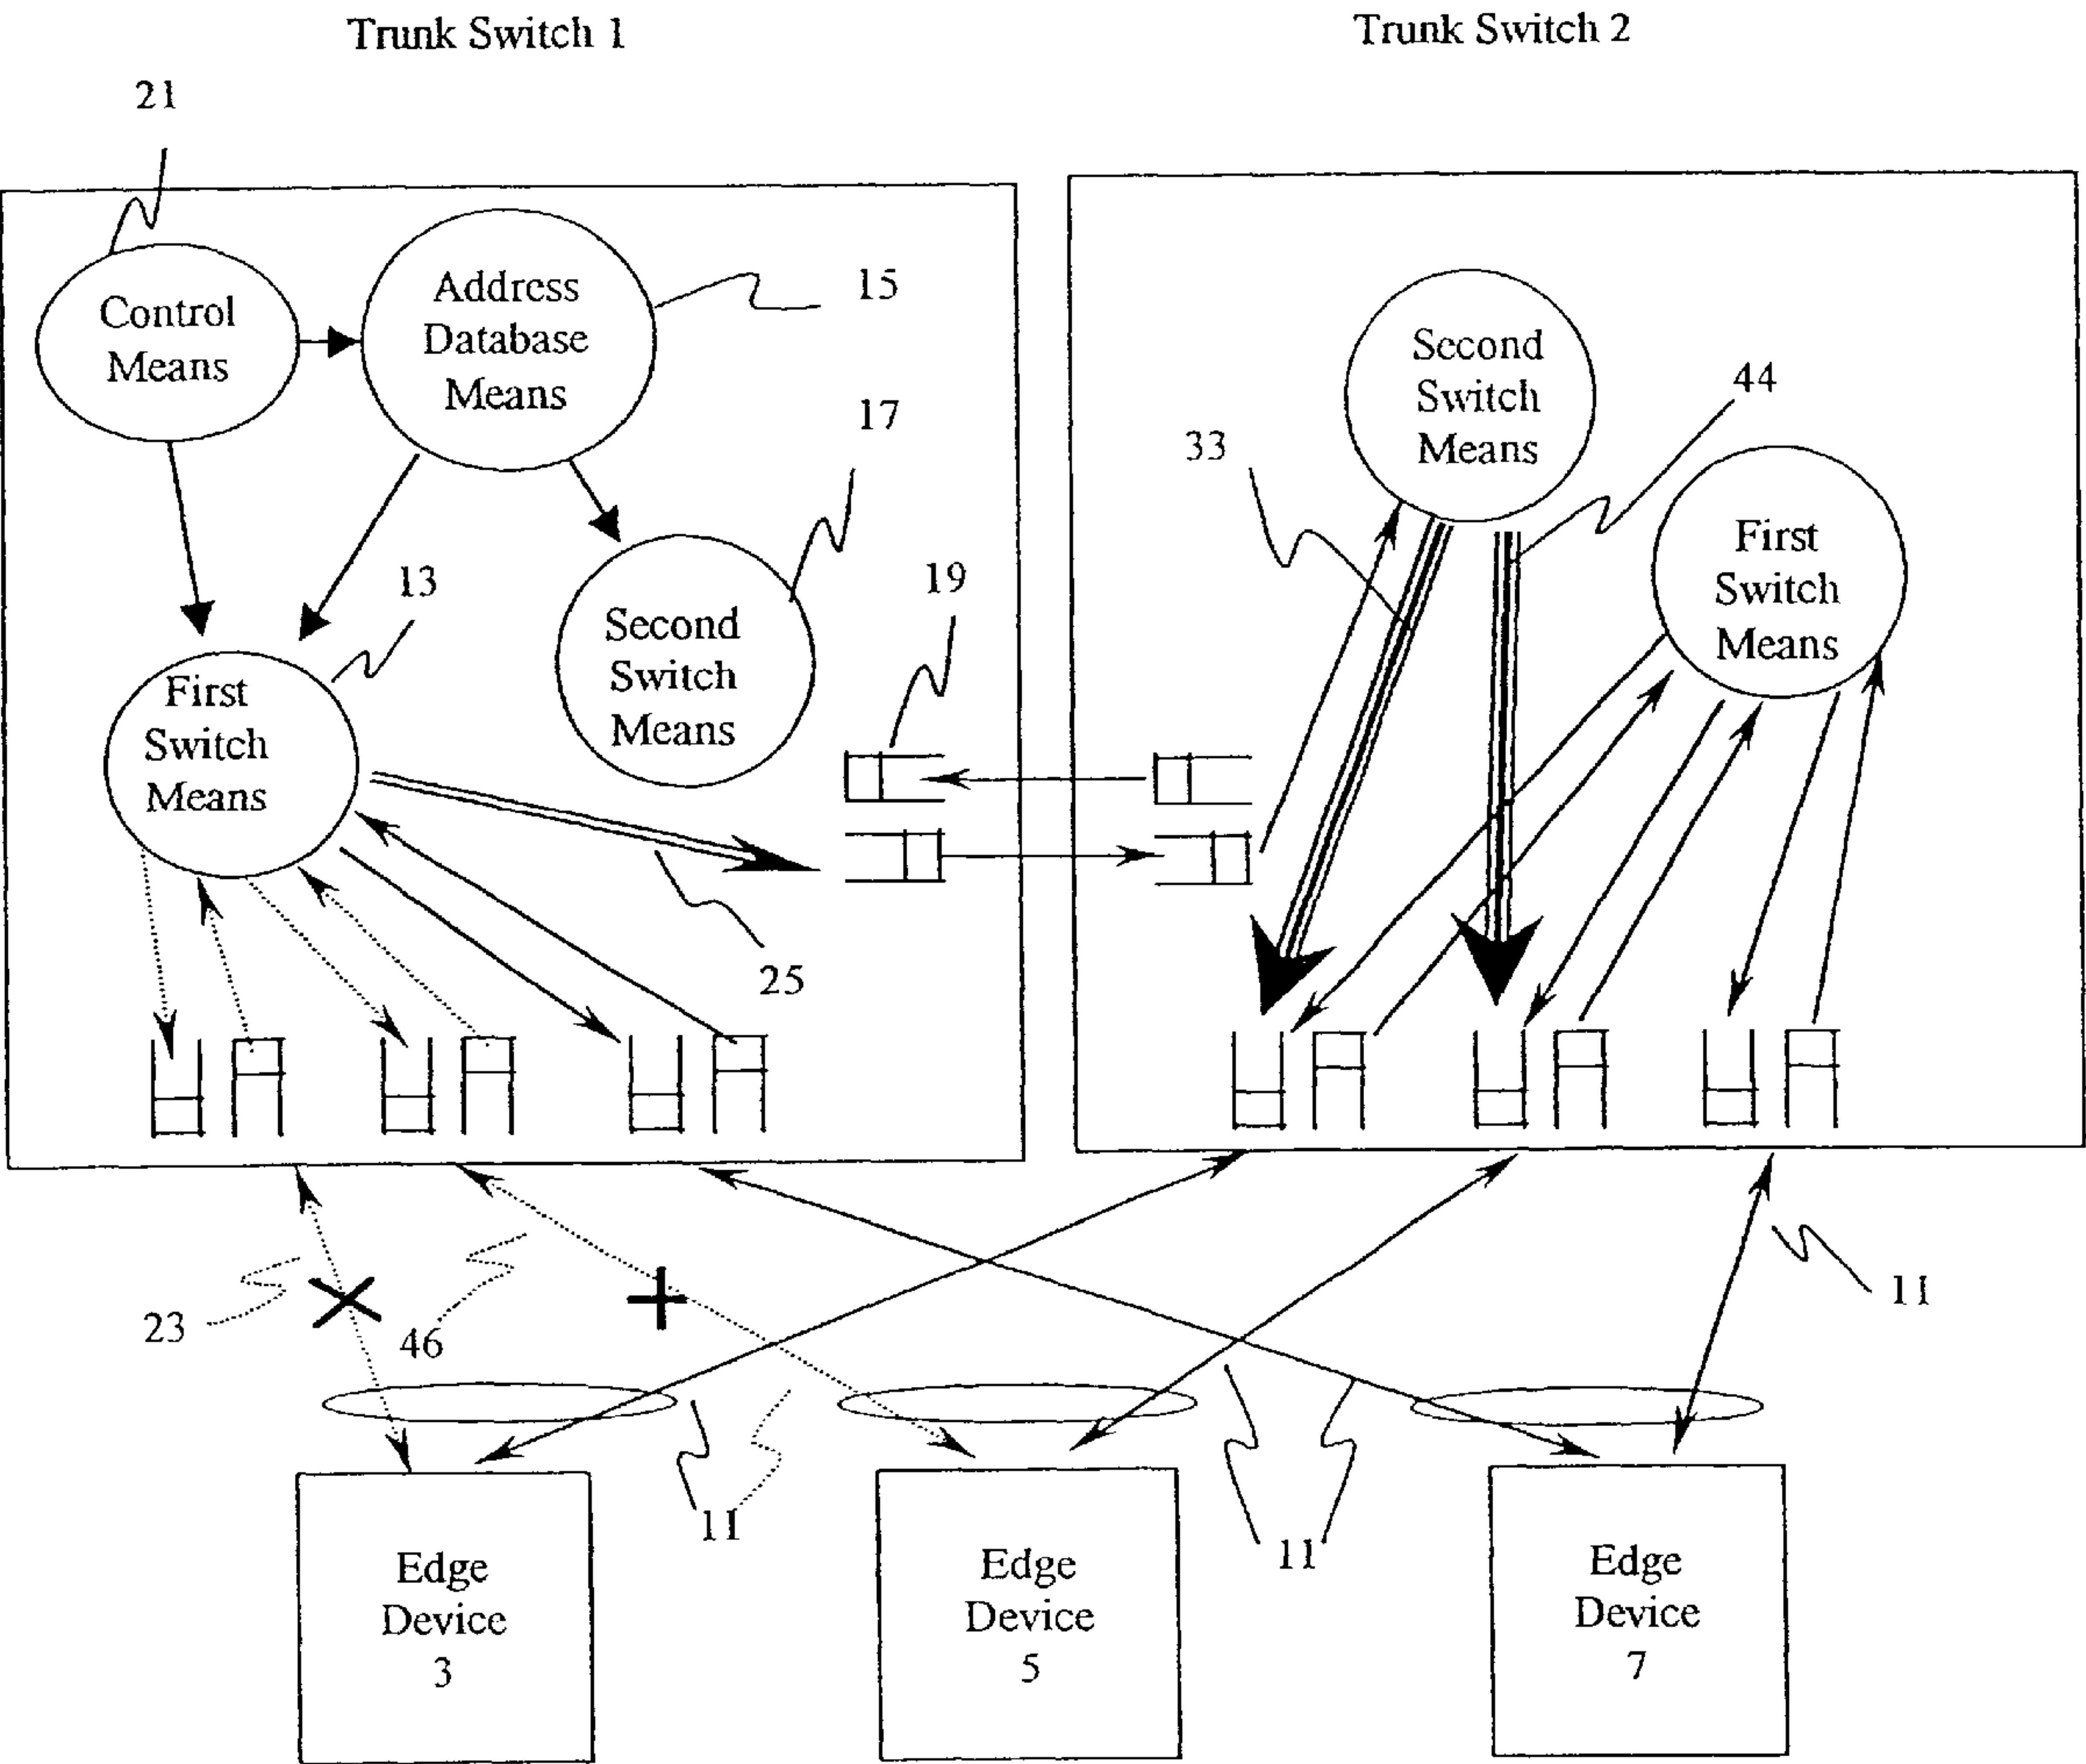 Trunk Switch 1
Trunk Switch 2
21
Control
Means
Address
Database
Means
15
17
13
First
Switch
Means
Second
Switch
Means
19
25
Second
Switch
Means
44
33
First
Switch
Means
23
46
11
11
11
Edge
Device
3
Edge
Device
5
Edge
Device
7